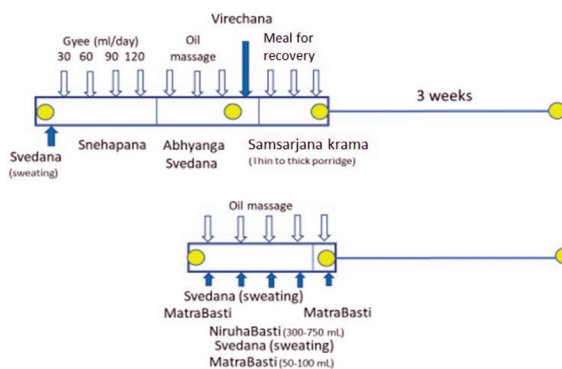 Virechana
Gyee (ml/day)
30 60 90 120
Oil
massage
Meal for
recovery
3 weeks
Svedana
(sweating)
Snehapana
Abhyanga
Svedana
Samsarjana krama
(Thin to thick porridge)
Oil massage
Svedana (sweating)
MatraBasti
MatraBasti
NiruhaBasti (300-750 mL)
Svedana (sweating)
MatraBasti (50-100 mL)